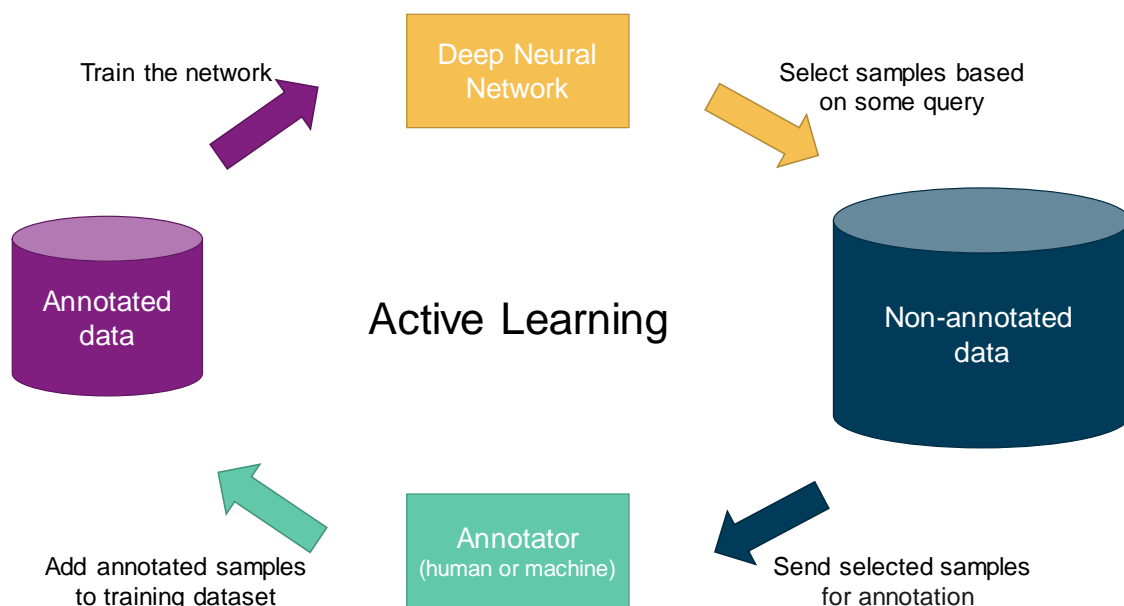 Deep Neural
Network
Train the network
Select samples based
on some query
Annotated
data
Active Learning
Non-annotated
data
Annotator
(human or machine)
Add annotated samples
to training dataset
Send selected samples
for annotation